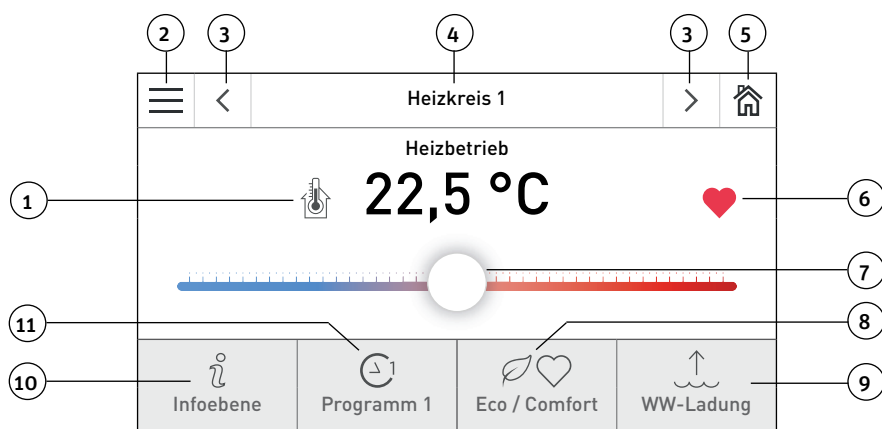 2 3 4 3 5
Heizkreis 1
Heizbetrieb
1 22,5 °C 6
7
11 8
1
10 9
Infoebene Programm 1 Eco / Comfort WW-Ladung